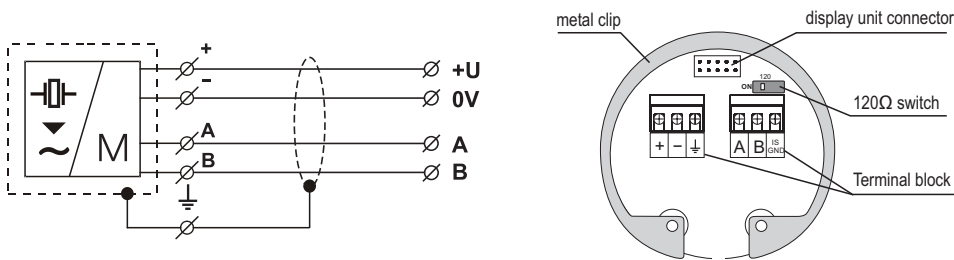 +
−
+U
0V
A
A
B
B
M
metal clip
display unit connector
120
ON
120Ω switch
+ −
A B IS GND
Terminal block